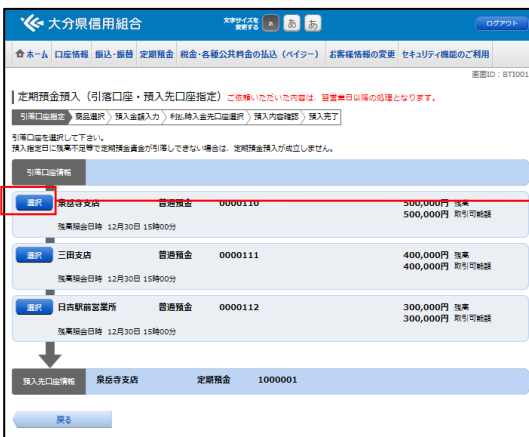 大分県信用組合 文字サイズを変更する あ あ あ ログアウト
ホーム 口座情報 振込・振替 定期預金 税金・各種公共料金の払込(ペイジー) お客様情報の変更 セキュリティ機能のご利用
画面ID:BTI001
定期預金預入(引落口座・預入先口座指定) ご依頼いただいた内容は、翌営業日以降の処理となります。
引落口座指定 商品選択 預入金額入力 利払時入金先口座選択 預入内容確認 預入完了
引落口座を選択して下さい。
預入指定日に残高不足等で定期預金資金が引落しできない場合は、定期預金預入が成立しません。
引落口座情報
選択 泉岳寺支店 普通預金 0000110 500,000円 残高
500,000円 取引可能額
残高照会日時 12月30日 15時00分
選択 三田支店 普通預金 0000111 400,000円 残高
400,000円 取引可能額
残高照会日時 12月30日 15時00分
選択 日吉駅前営業所 普通預金 0000112 300,000円 残高
300,000円 取引可能額
残高照会日時 12月30日 15時00分
預入先口座情報 泉岳寺支店 定期預金 1000001
戻る